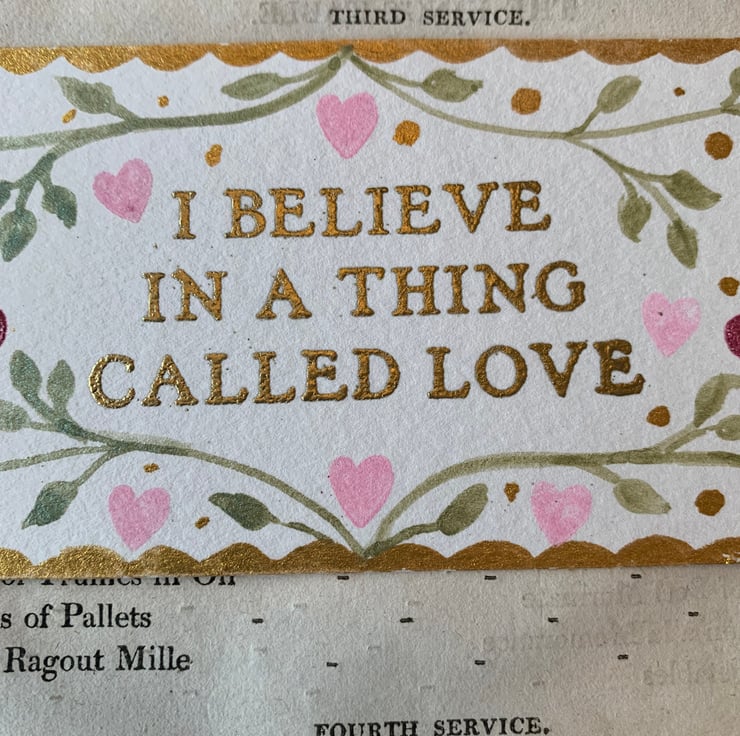 THIRD SERVICE.
I BELIEVE
IN A THING
CALLED LOVE
s of Pallets
Ragout Mille
FOURTH SERVICE.